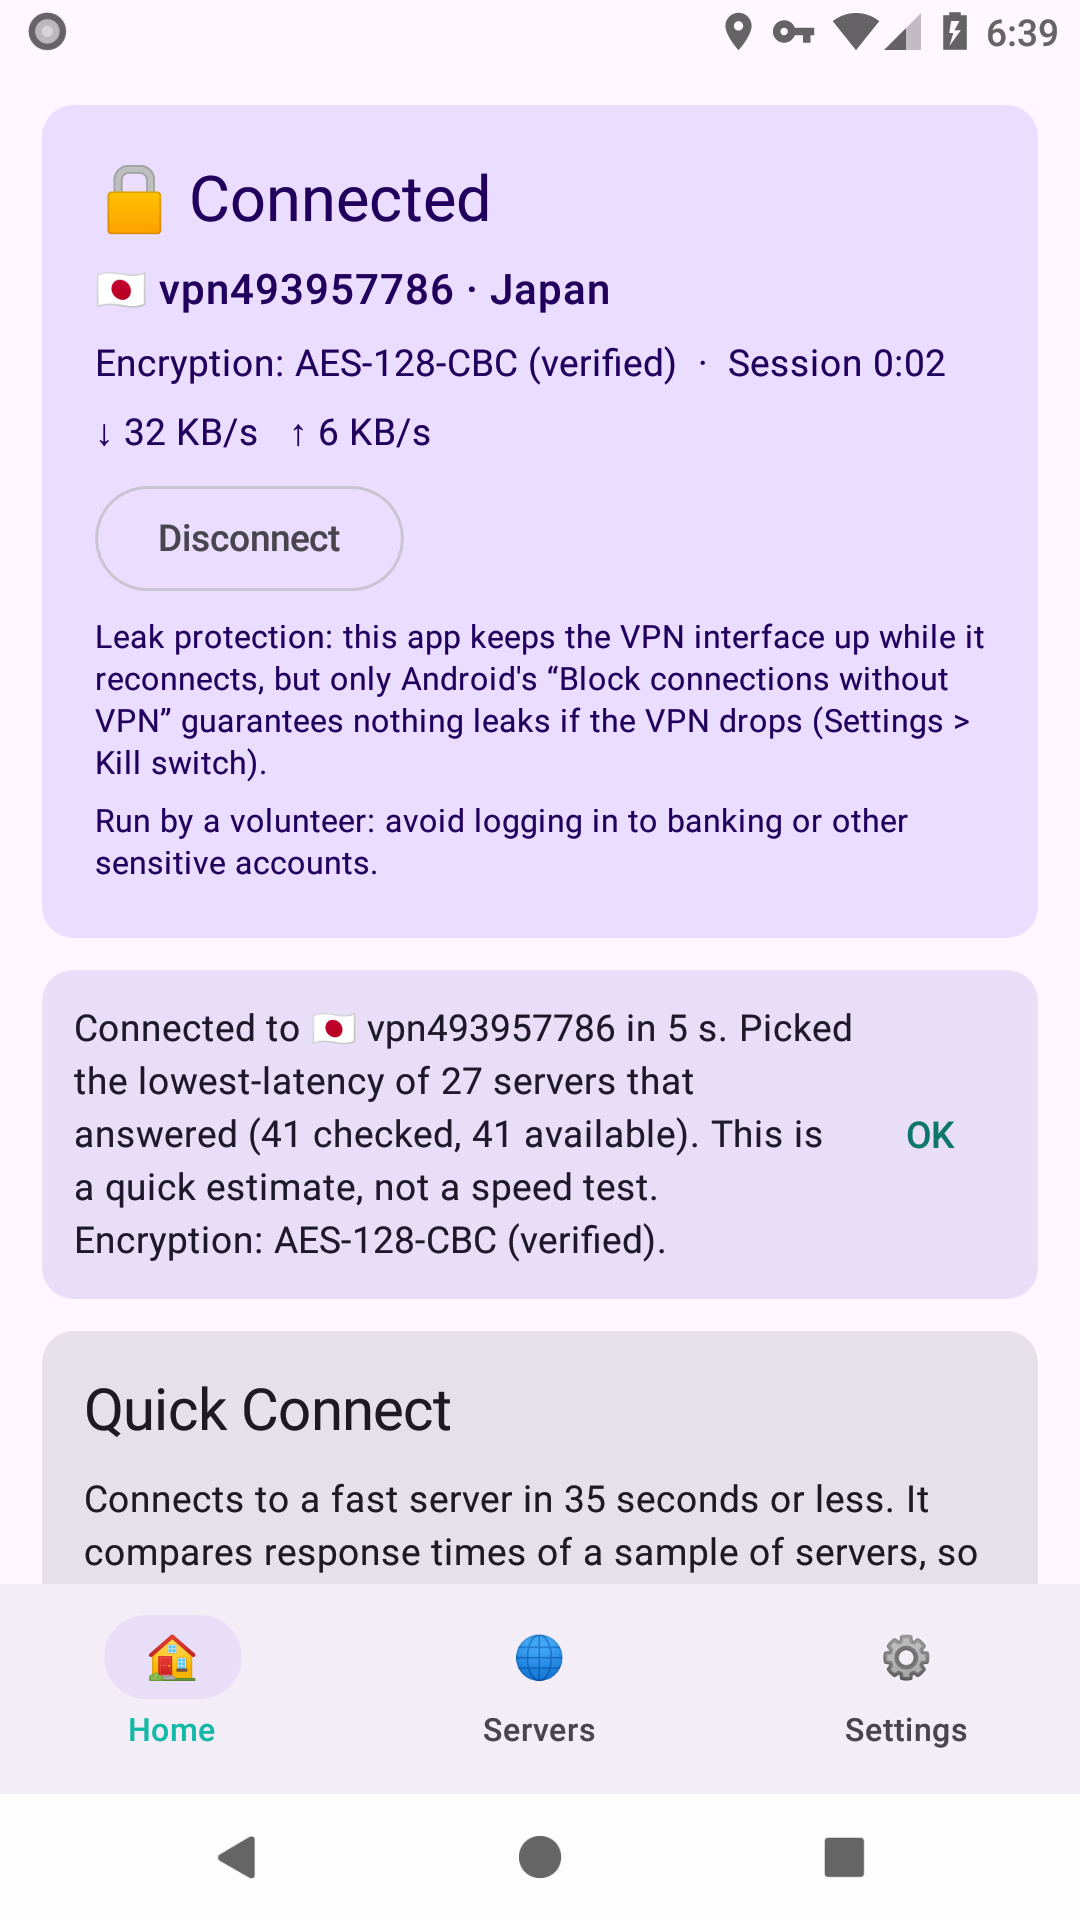 6:39
Connected
vpn493957786 · Japan
Encryption: AES-128-CBC (verified) · Session 0:02
↓ 32 KB/s ↑ 6 KB/s
Disconnect
Leak protection: this app keeps the VPN interface up while it
reconnects, but only Android's “Block connections without
VPN” guarantees nothing leaks if the VPN drops (Settings >
Kill switch).
Run by a volunteer: avoid logging in to banking or other
sensitive accounts.
Connected to 🇯🇵 vpn493957786 in 5 s. Picked
the lowest-latency of 27 servers that
answered (41 checked, 41 available). This is
a quick estimate, not a speed test.
Encryption: AES-128-CBC (verified).
OK
Quick Connect
Connects to a fast server in 35 seconds or less. It
compares response times of a sample of servers, so
Home
Servers
Settings